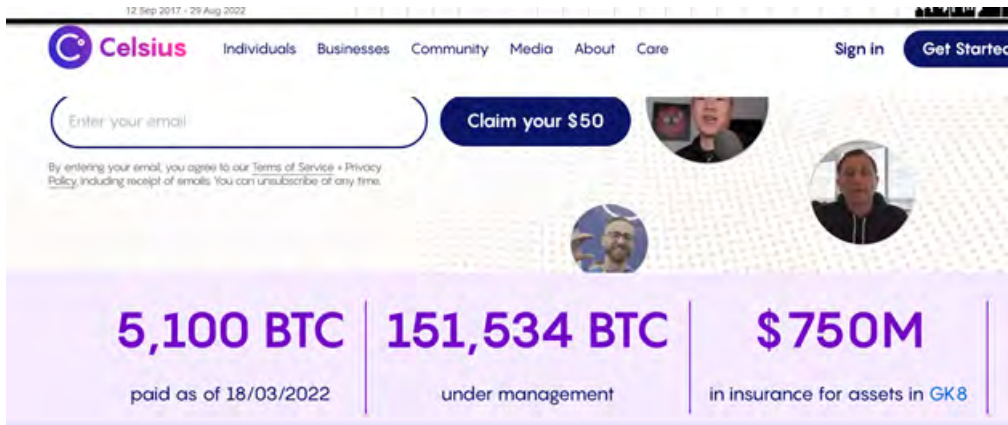 12 Sep 2017 - 29 Aug 2022
Celsius Individuals Businesses Community Media About Care Sign in Get Started
Enter your email Claim your $50
By entering your email, you agree to our Terms of Service + Privacy
Policy, including receipt of emails. You can unsubscribe at any time.
5,100 BTC 151,534 BTC $750M
paid as of 18/03/2022 under management in insurance for assets in GK8